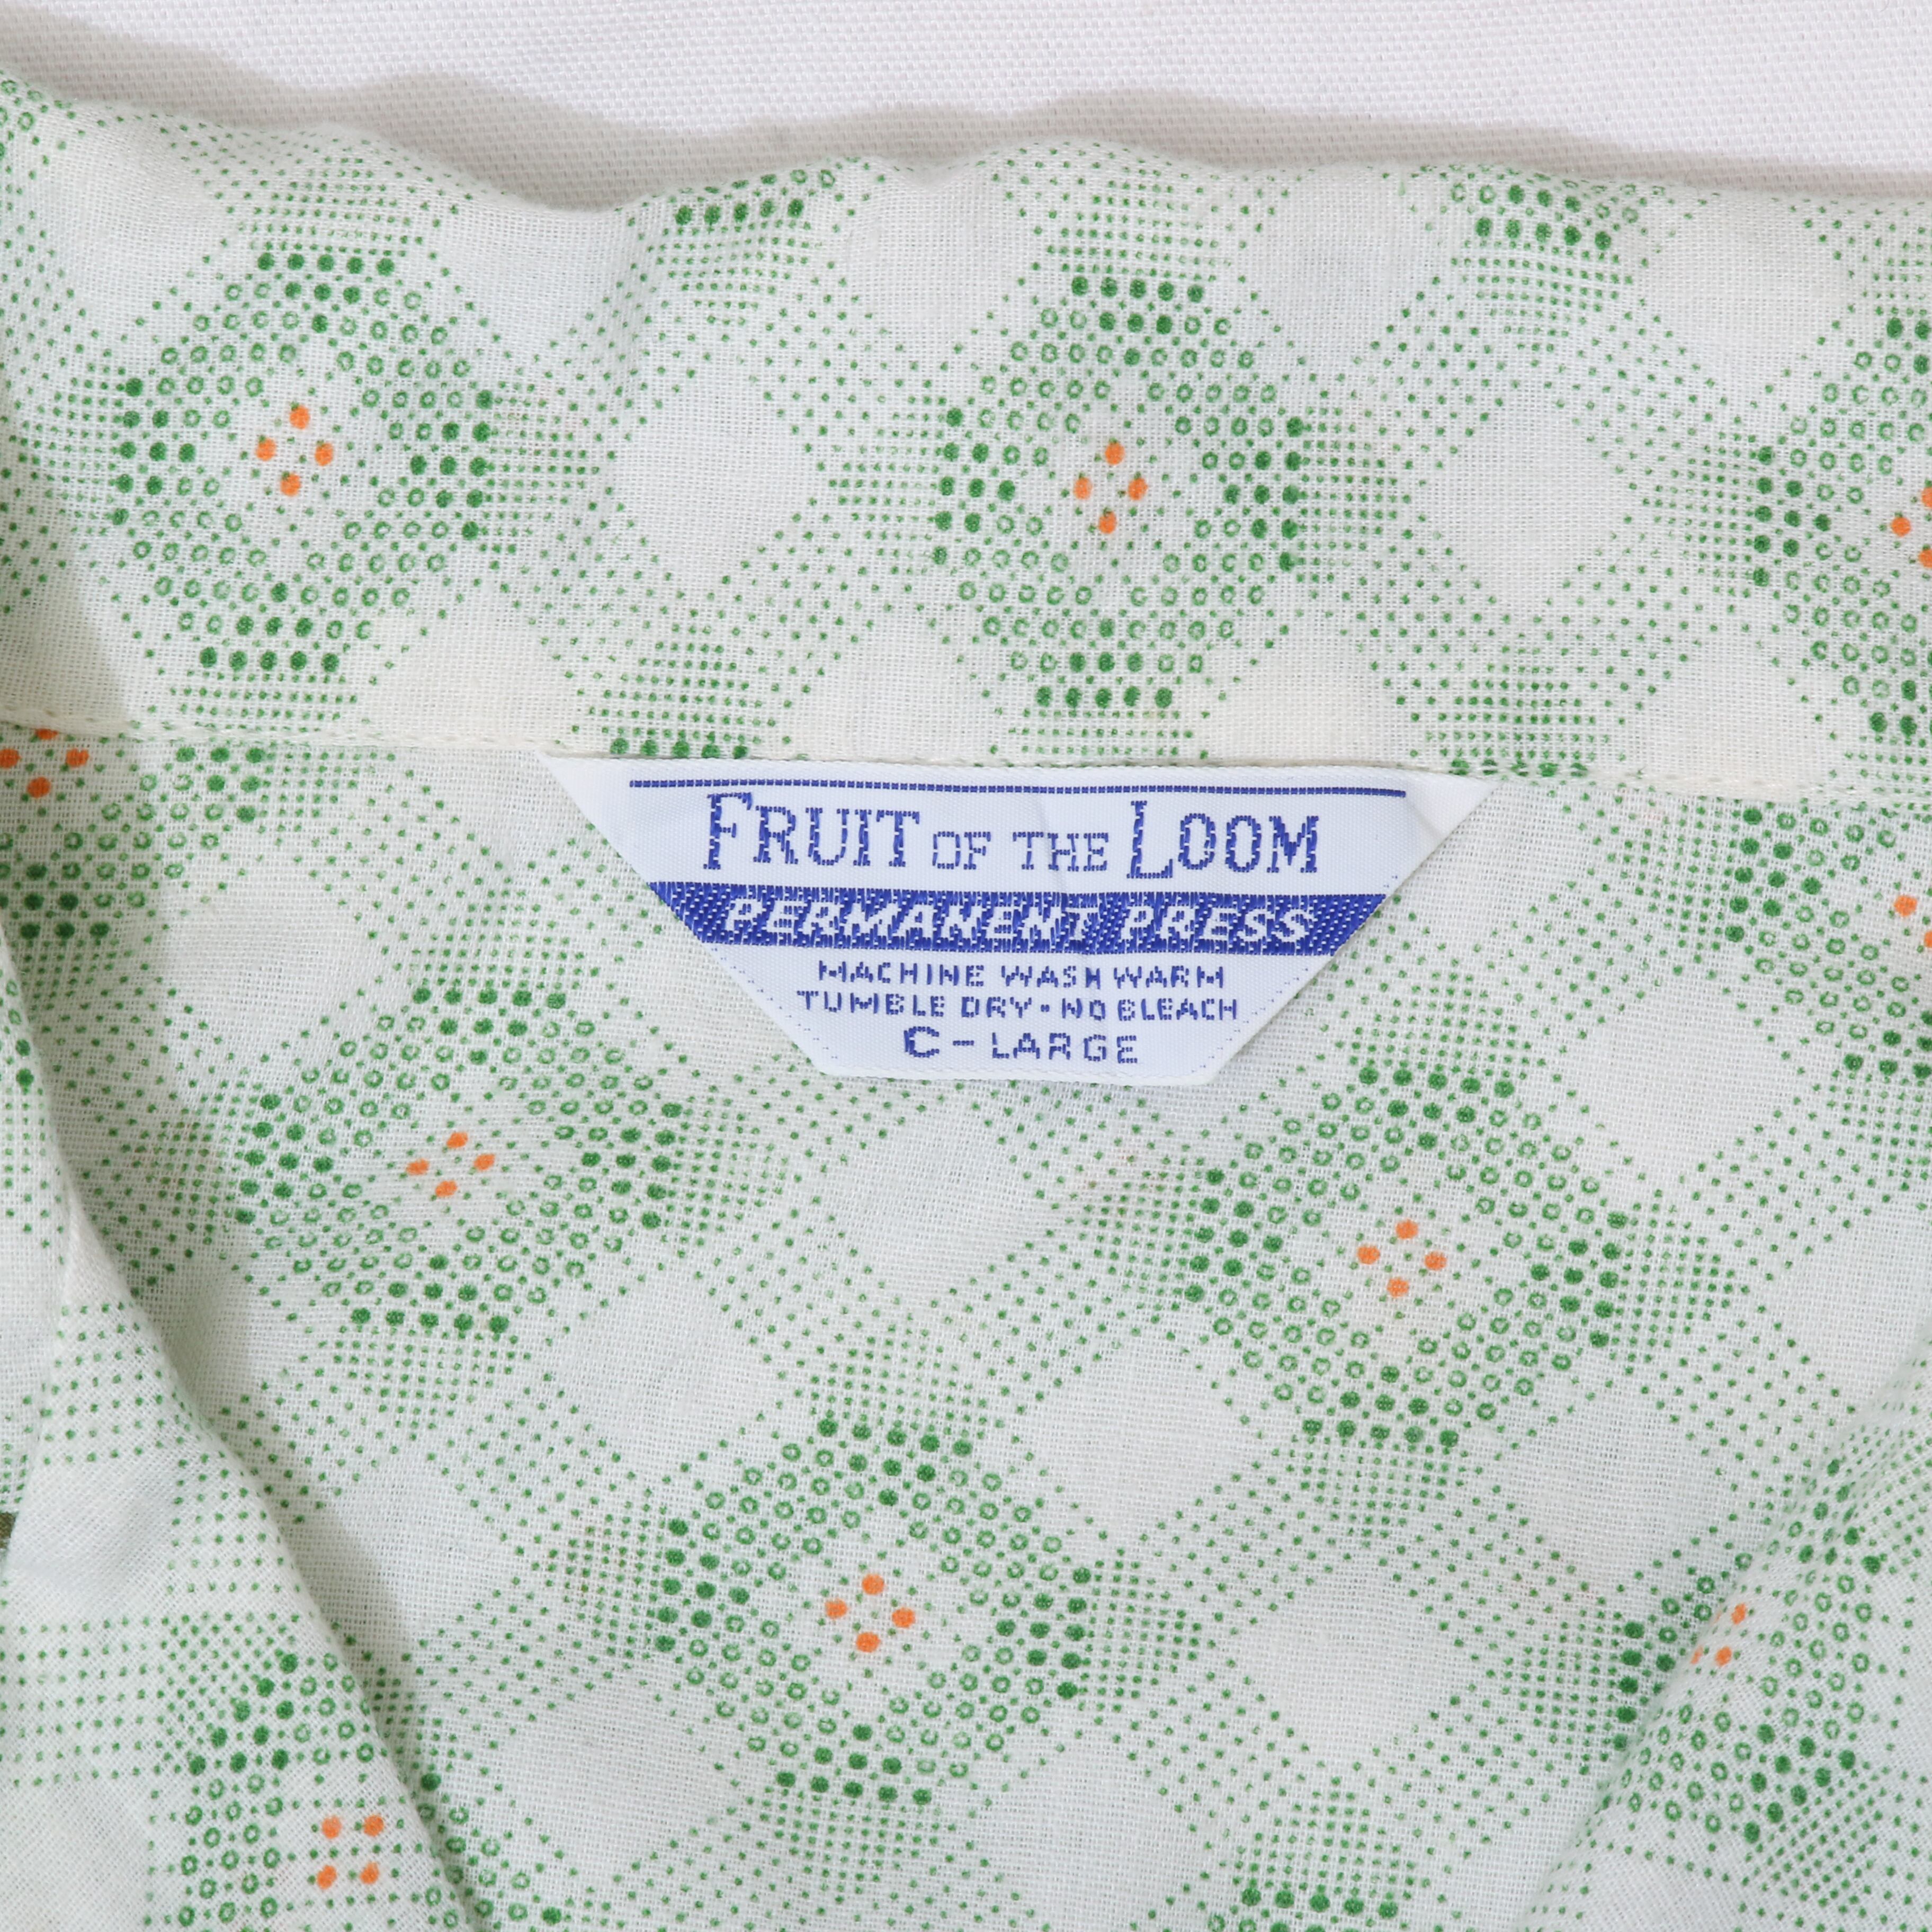 FRUIT OF THE LOOM
PERMANENT PRESS
MACHINE WASH WARM
TUMBLE DRY • NO BLEACH
C - LARGE